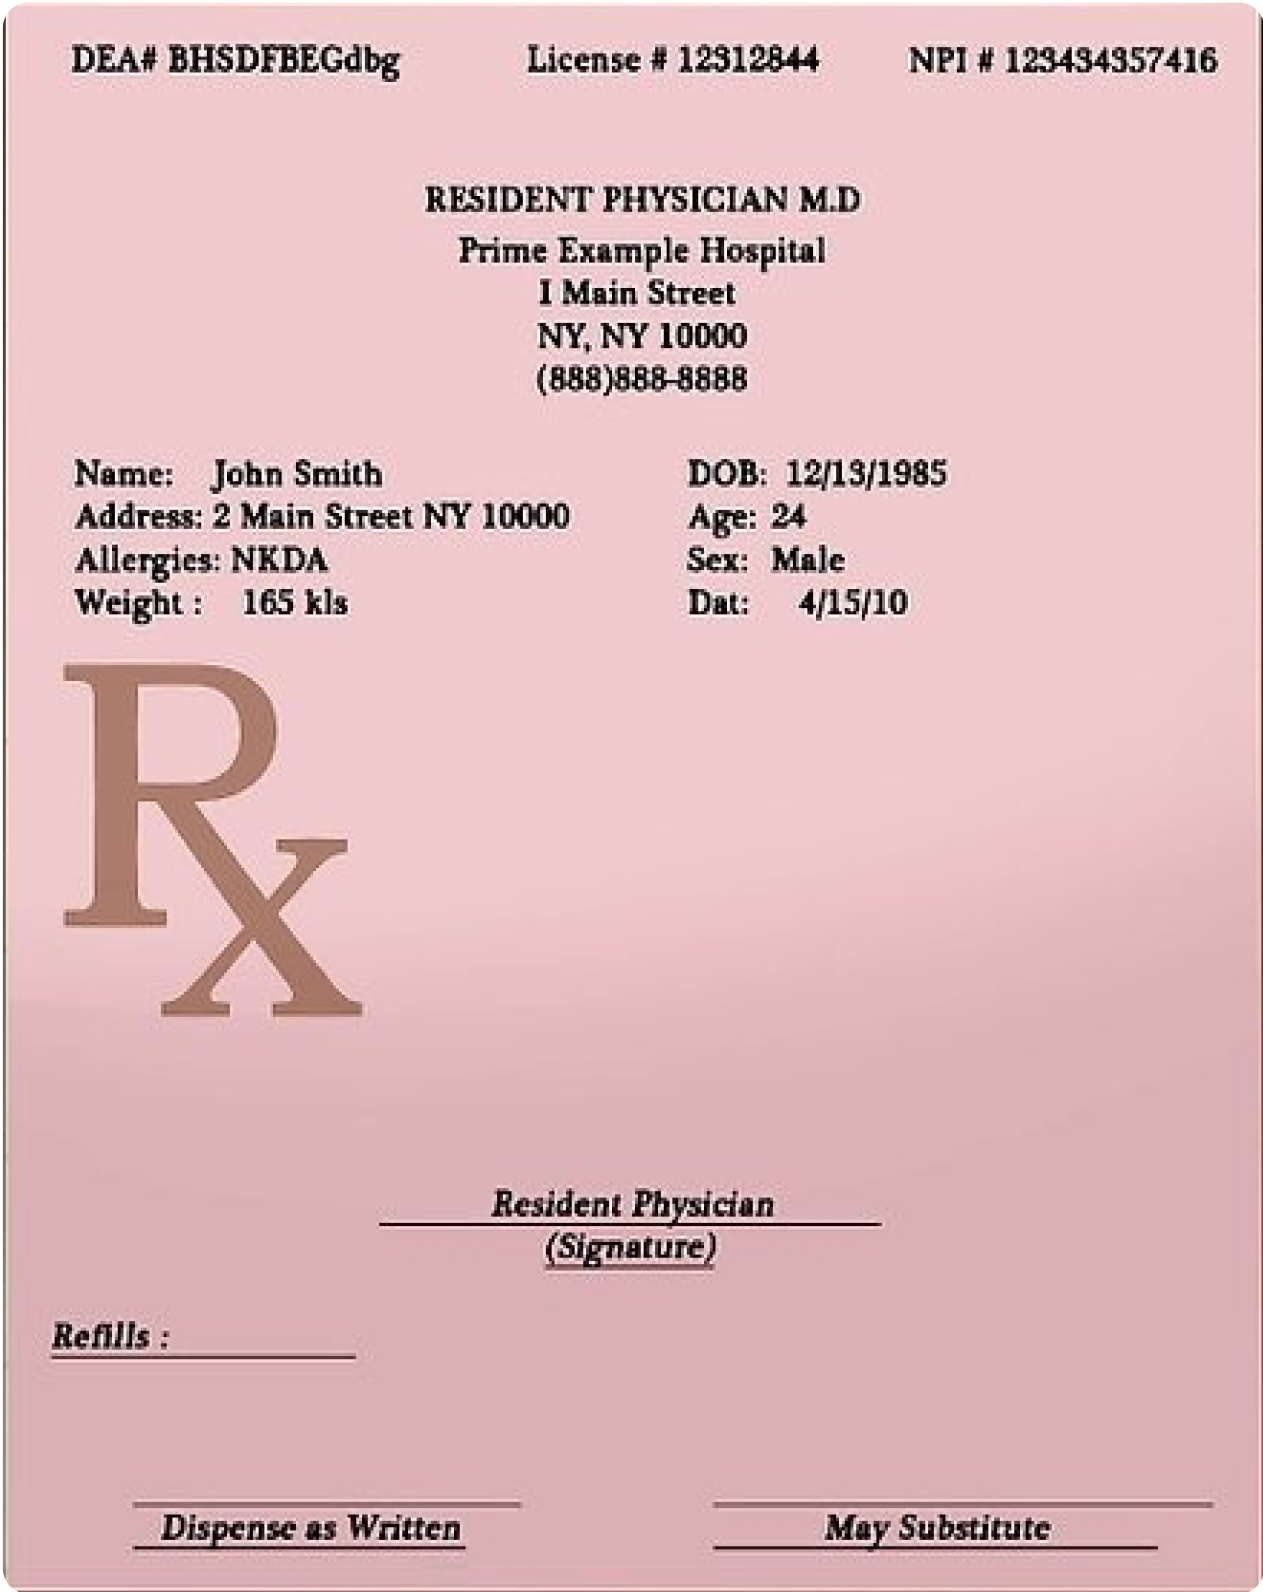 DEA# BHSDFBEGdbg License # 12312844 NPI # 123434357416
RESIDENT PHYSICIAN M.D
Prime Example Hospital
1 Main Street
NY, NY 10000
(888)888-8888
Name: John Smith DOB: 12/13/1985
Address: 2 Main Street NY 10000 Age: 24
Allergies: NKDA Sex: Male
Weight : 165 kls Dat: 4/15/10
Rx
Resident Physician
(Signature)
Refills :
Dispense as Written May Substitute